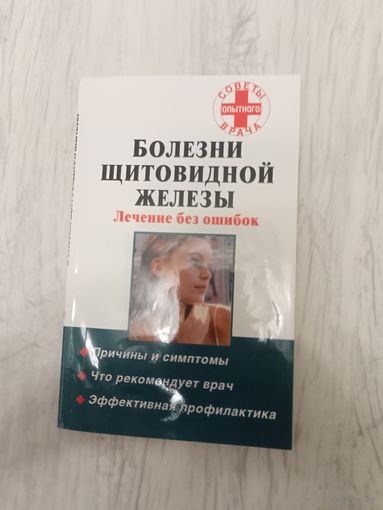 СОВЕТЫ
ОПЫТНОГО
ВРАЧА
БОЛЕЗНИ
ЩИТОВИДНОЙ
ЖЕЛЕЗЫ
Лечение без ошибок
Причины и симптомы
Что рекомендует врач
Эффективная профилактика